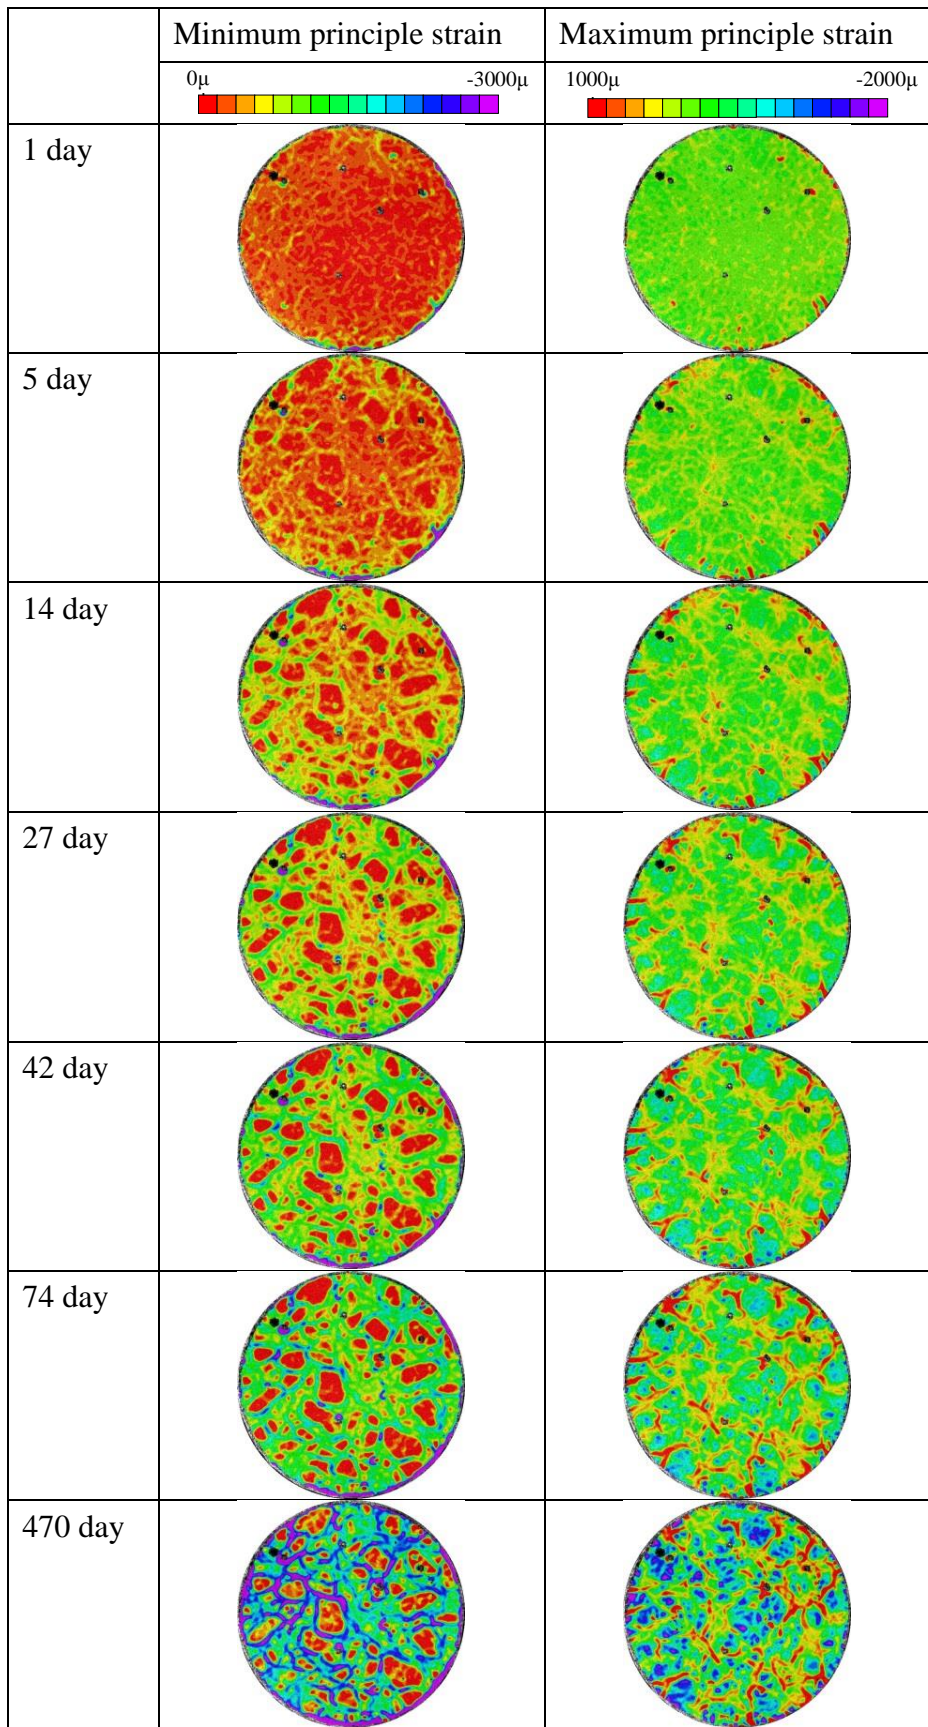 Minimum principle strain Maximum principle strain
0μ -3000μ 1000μ -2000μ
1 day
5 day
14 day
27 day
42 day
74 day
470 day